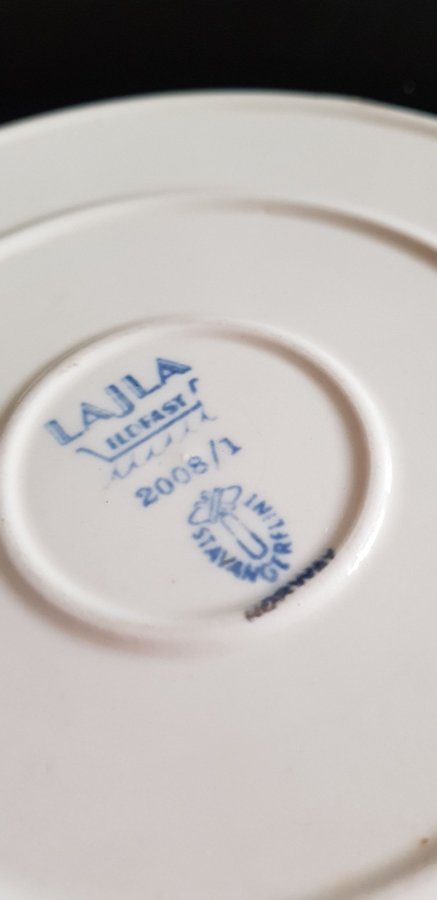 LAJLA
ILDFAST
2008/1
STAVANGERFLINT
NORWAY